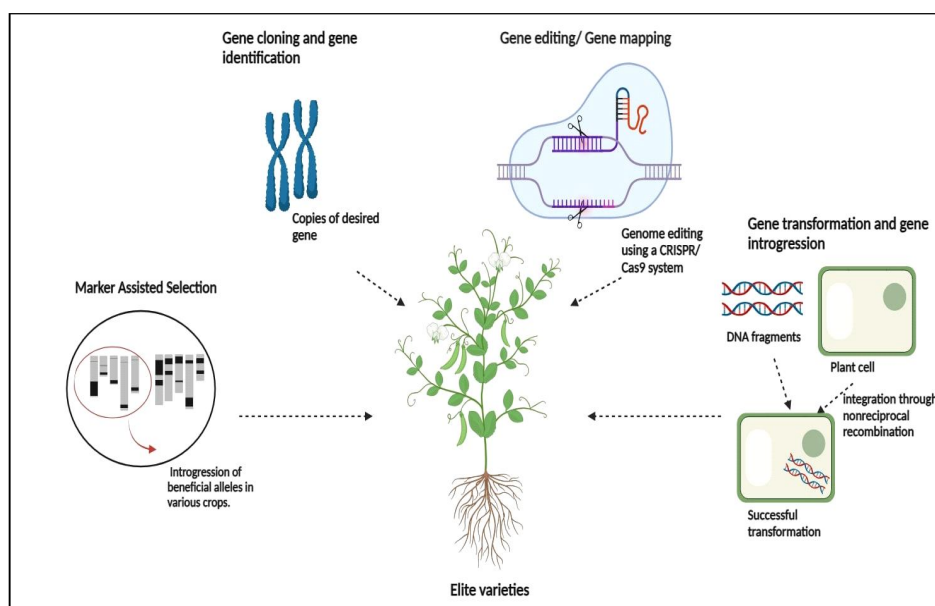 Gene cloning and gene
identification
Copies of desired
gene
Gene editing/ Gene mapping
Genome editing
using a CRISPR/
Cas9 system
Gene transformation and gene
introgression
DNA fragments
Plant cell
integration through
nonreciprocal
recombination
Successful
transformation
Marker Assisted Selection
Introgression of
beneficial alleles in
various crops.
Elite varieties